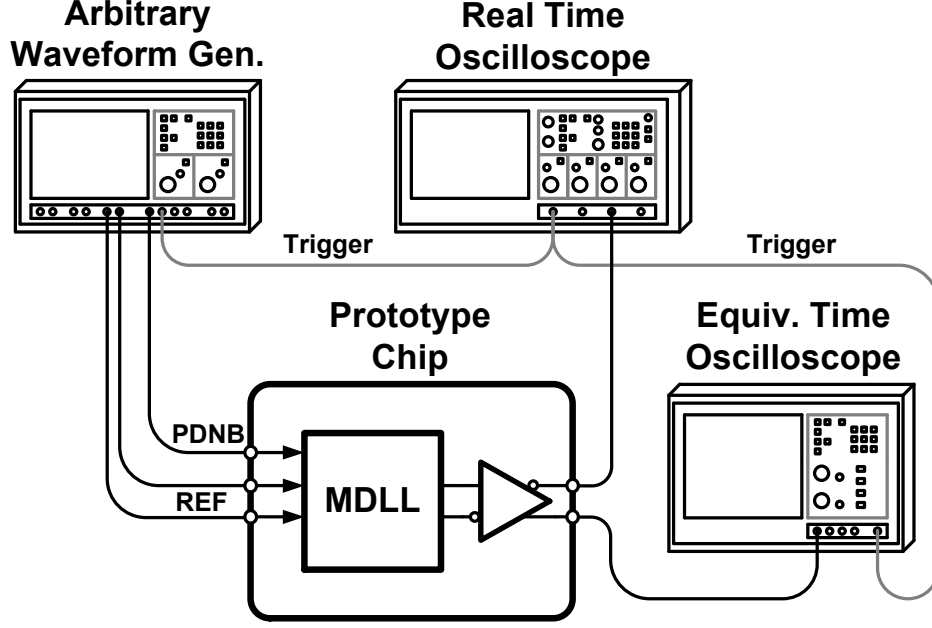 Arbitrary
Waveform Gen.
Real Time
Oscilloscope
Trigger
Trigger
Prototype
Chip
Equiv. Time
Oscilloscope
PDNB
REF
MDLL